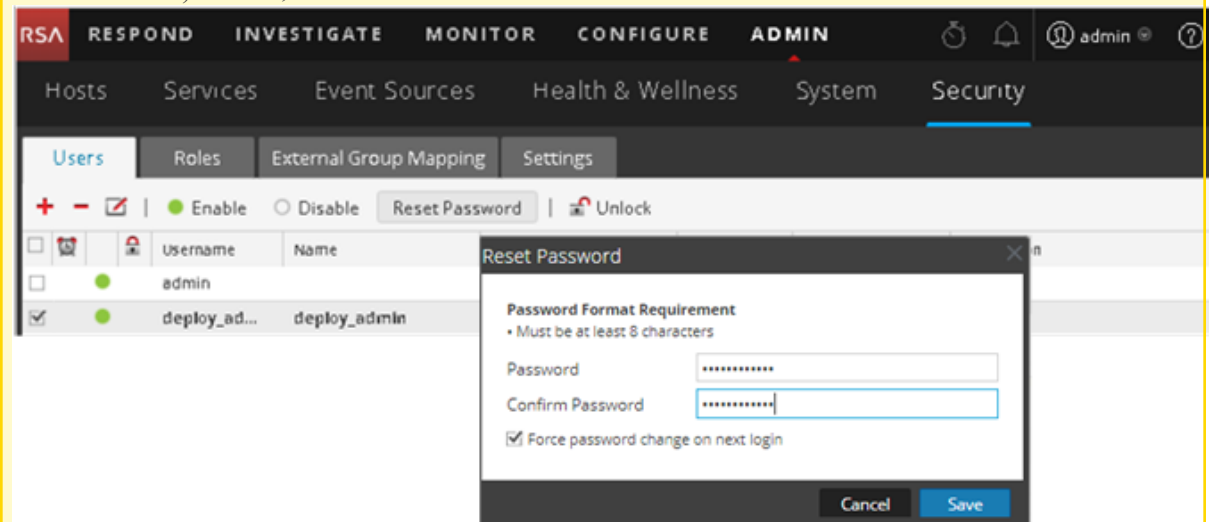 RSA RESPOND INVESTIGATE MONITOR CONFIGURE ADMIN admin ?
Hosts Services Event Sources Health & Wellness System Security
Users Roles External Group Mapping Settings
+ - | Enable Disable Reset Password | Unlock
Username Name
Reset Password
admin
deploy_ad... deploy_admin
Password Format Requirement
• Must be at least 8 characters
Password ••••••••••••
Confirm Password ••••••••••••
Force password change on next login
Cancel Save